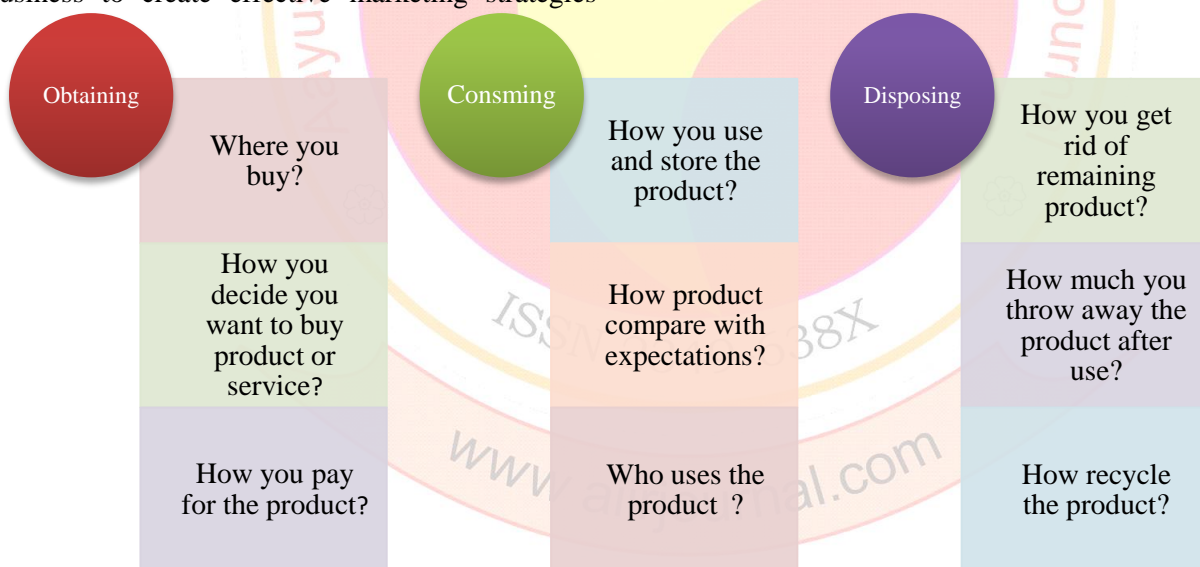 business to create effective marketing strategies
Obtaining
Where you
buy?
How you
decide you
want to buy
product or
service?
How you pay
for the product?
Consming
How you use
and store the
product?
How product
compare with
expectations?
Who uses the
product ?
Disposing
How you get
rid of
remaining
product?
How much you
throw away the
product after
use?
How recycle
the product?
ISSN
38X
www